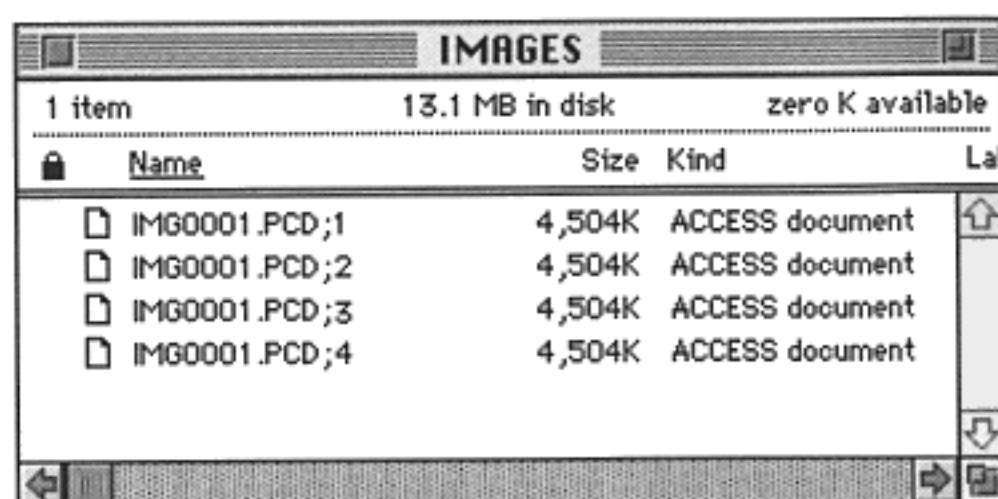 IMAGES
1 item 13.1 MB in disk zero K available
Name Size Kind La
IMG0001.PCD;1 4,504K ACCESS document
IMG0001.PCD;2 4,504K ACCESS document
IMG0001.PCD;3 4,504K ACCESS document
IMG0001.PCD;4 4,504K ACCESS document